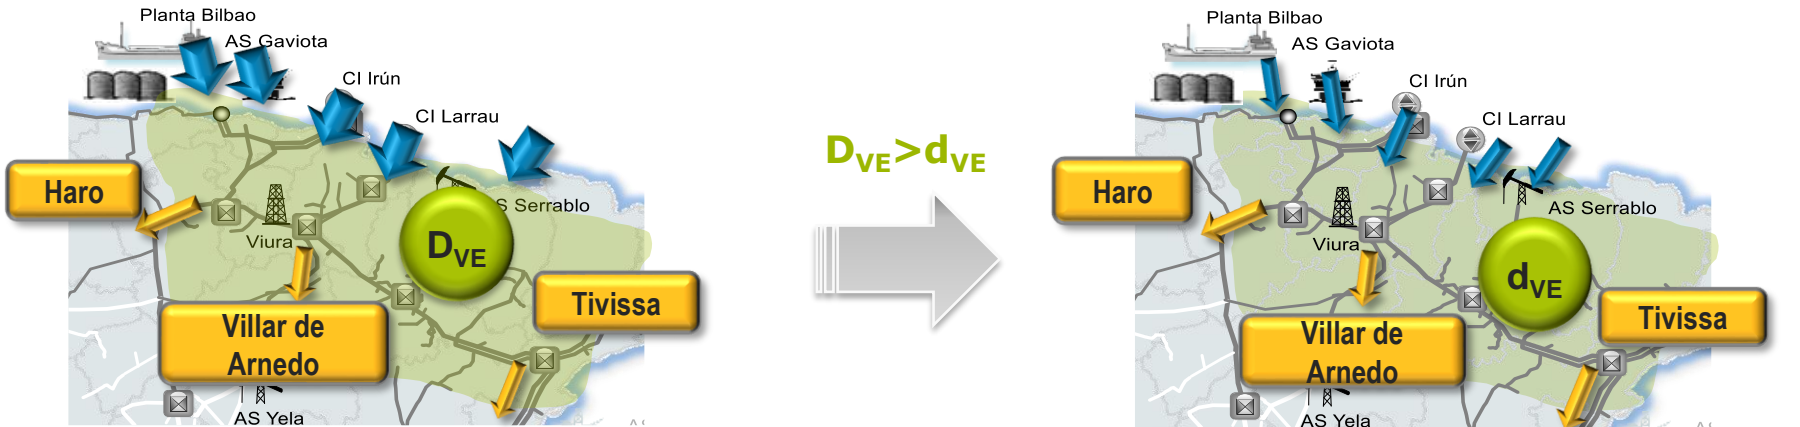 Planta Bilbao
AS Gaviota
CI Irún
CI Larrau
Haro
S Serrablo
Viura
DVE
Tivissa
Villar de
Arnedo
AS Yela
DVE>dVE
Planta Bilbao
AS Gaviota
CI Irún
CI Larrau
Haro
AS Serrablo
Viura
dVE
Tivissa
Villar de
Arnedo
AS Yela